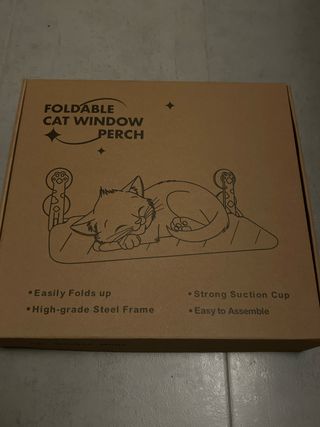 FOLDABLE
CAT WINDOW
PERCH
•Easily Folds up
•Strong Suction Cup
•High-grade Steel Frame
•Easy to Assemble